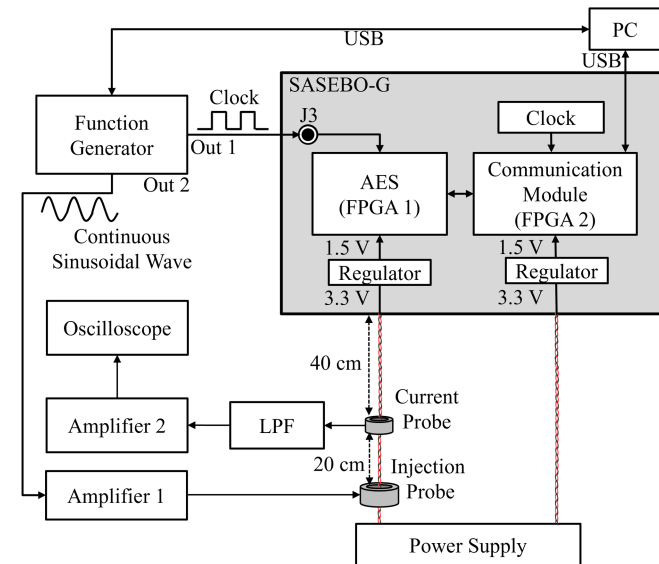 PC
USB
USB
SASEBO-G
Clock
J3
Clock
Function
Generator
Out 1
Out 2
AES
(FPGA 1)
Communication
Module
(FPGA 2)
Continuous
Sinusoidal Wave
1.5 V
1.5 V
Regulator
Regulator
3.3 V
3.3 V
Oscilloscope
40 cm
Current
Probe
Amplifier 2
LPF
20 cm
Injection
Probe
Amplifier 1
Power Supply